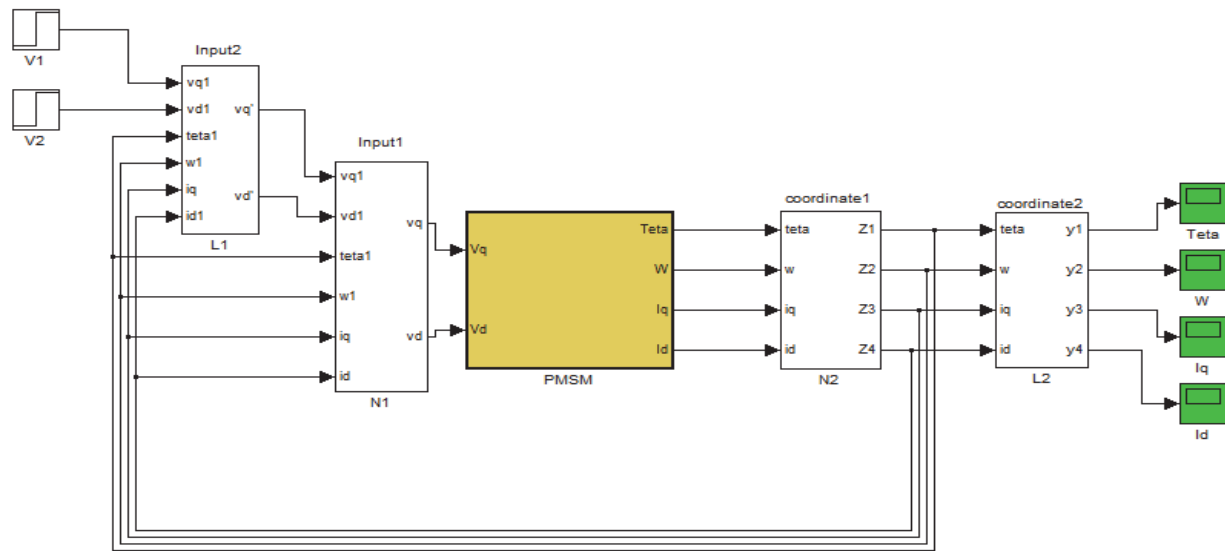 V1
V2
Input2
vq1
vd1
teta1
w1
iq
id1
vq'
vd'
L1
Input1
vq1
vd1
teta1
w1
iq
id
vq
vd
N1
Vq
Vd
Teta
W
Iq
Id
PMSM
coordinate1
teta
w
iq
id
Z1
Z2
Z3
Z4
N2
coordinate2
teta
w
iq
id
y1
y2
y3
y4
L2
Teta
W
Iq
Id